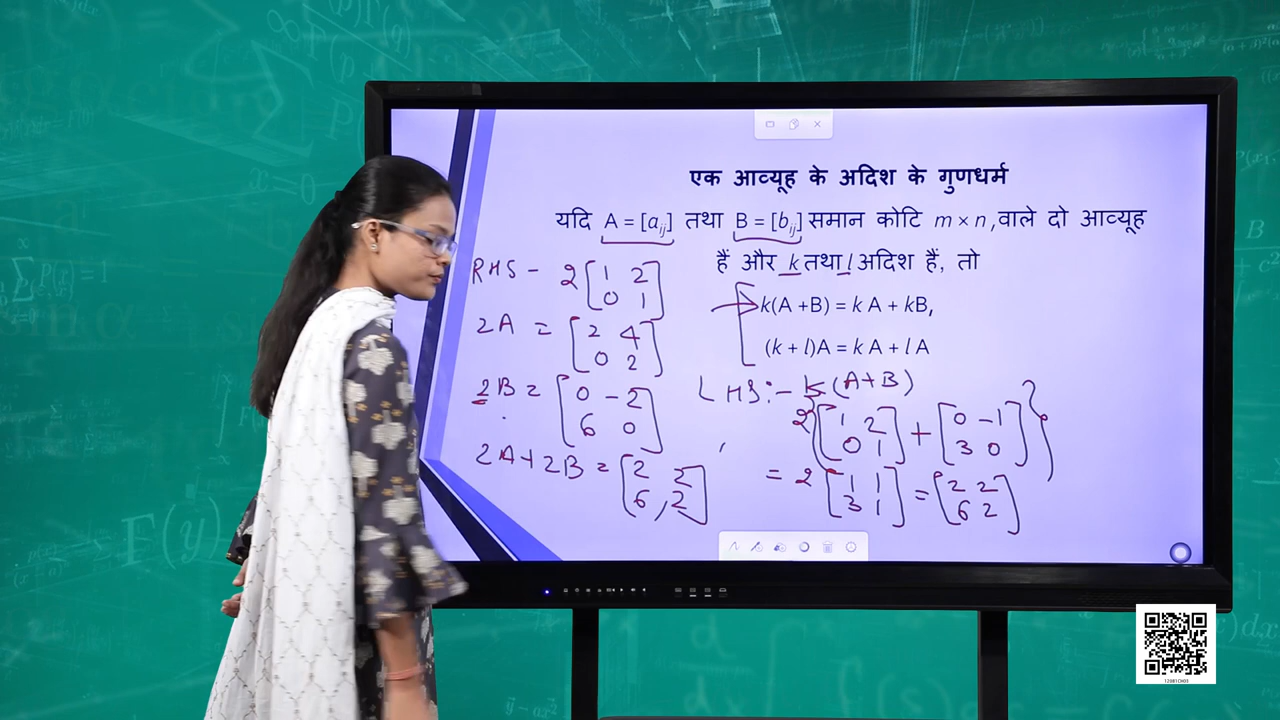 एक आव्यूह के अदिश के गुणधर्म
यदि A = [aij] तथा B = [bij] समान कोटि m × n, वाले दो आव्यूह
हैं और k तथा l अदिश हैं, तो
k(A + B) = k A + kB,
(k + l)A = k A + l A
RHS - 2 [1 2
0 1]
2A = [2 4
0 2]
2B = [0 -2
6 0]
2A + 2B = [2 2
6, 2]
LHS:- k (A+B)
2 {[1 2
0 1] + [0 -1
3 0]}
= 2 [1 1
3 1] = [2 2
6 2]
F(y)
x=0